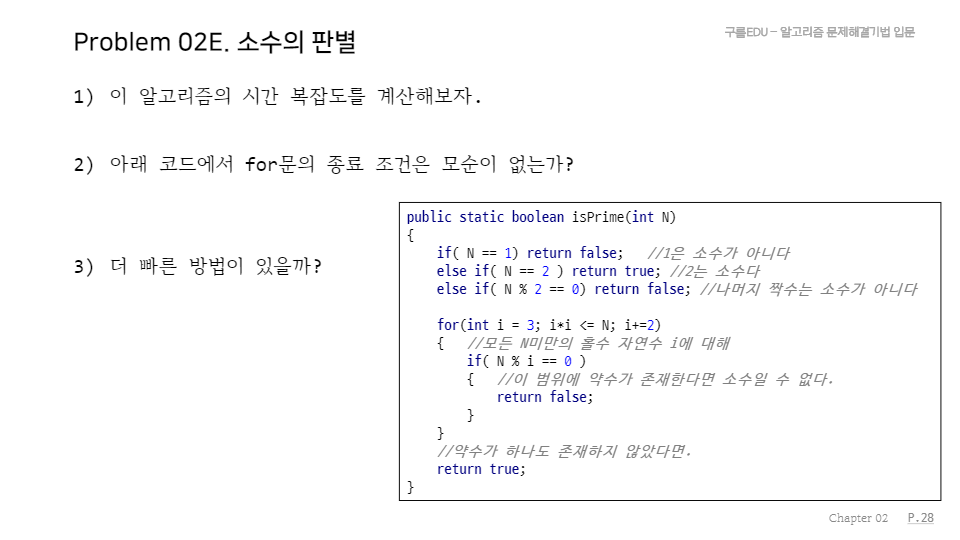 Problem 02E. 소수의 판별
구름EDU – 알고리즘 문제해결기법 입문
1) 이 알고리즘의 시간 복잡도를 계산해보자.
2) 아래 코드에서 for문의 종료 조건은 모순이 없는가?
3) 더 빠른 방법이 있을까?
public static boolean isPrime(int N)
{
if( N == 1) return false; //1은 소수가 아니다
else if( N == 2 ) return true; //2는 소수다
else if( N % 2 == 0) return false; //나머지 짝수는 소수가 아니다
for(int i = 3; i*i <= N; i+=2)
{ //모든 N미만의 홀수 자연수 i에 대해
if( N % i == 0 )
{ //이 범위에 약수가 존재한다면 소수일 수 없다.
return false;
}
}
//약수가 하나도 존재하지 않았다면.
return true;
}
Chapter 02 P.28